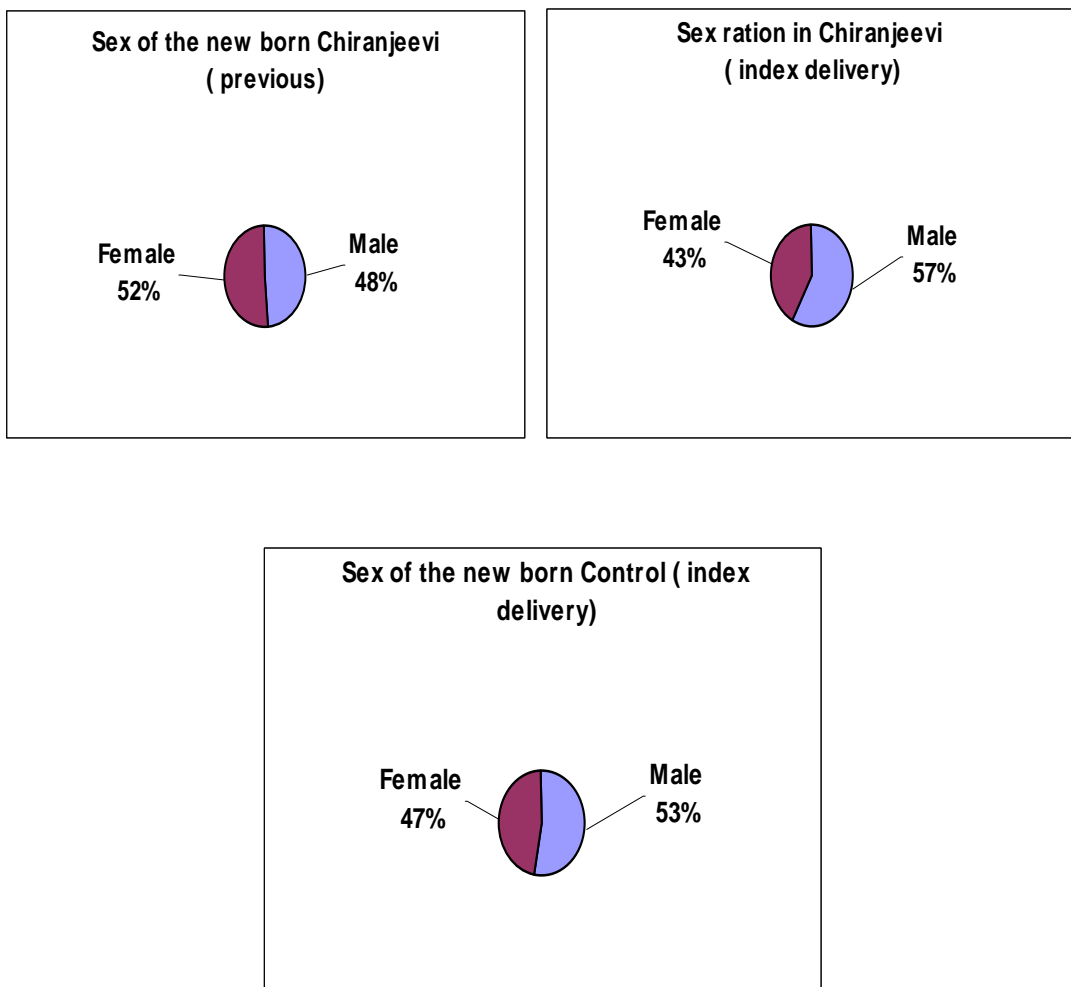 Sex of the new born Chiranjeevi
( previous)
Female
52%
Male
48%
Sex ration in Chiranjeevi
( index delivery)
Female
43%
Male
57%
Sex of the new born Control ( index
delivery)
Female
47%
Male
53%